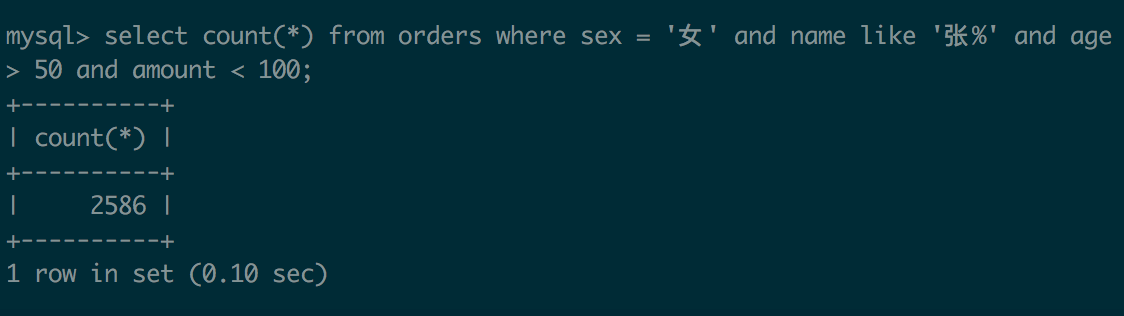 mysql> select count(*) from orders where sex = '女' and name like '张%' and age
> 50 and amount < 100;
+----------+
| count(*) |
+----------+
|     2586 |
+----------+
1 row in set (0.10 sec)